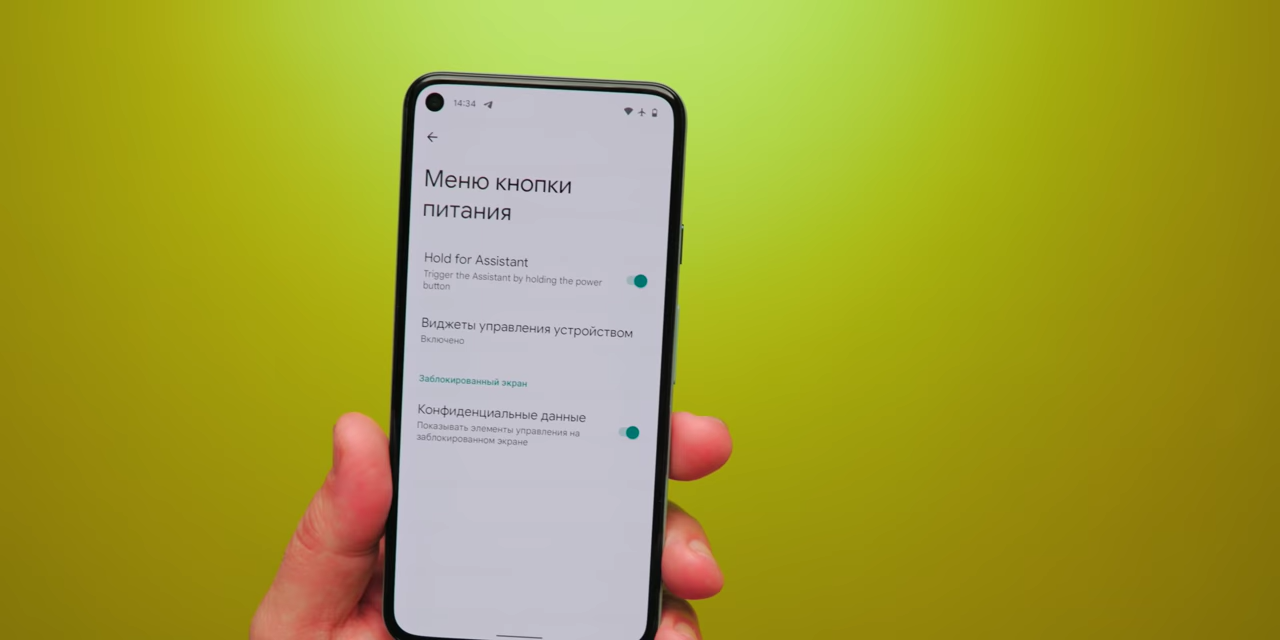 14:34
Меню кнопки
питания
Hold for Assistant
Trigger the Assistant by holding the power
button
Виджеты управления устройством
Включено
Заблокированный экран
Конфиденциальные данные
Показывать элементы управления на
заблокированном экране